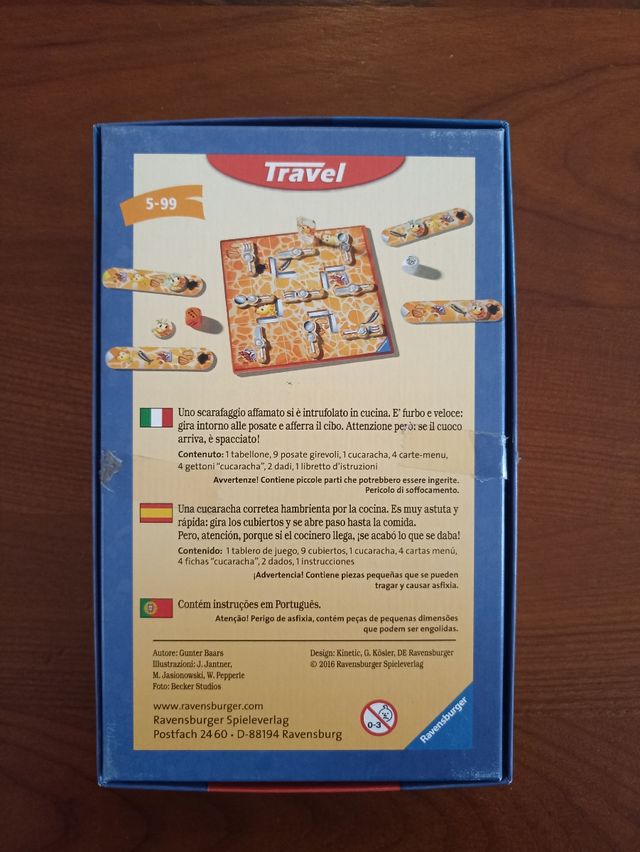 Travel
5-99
Uno scarafaggio affamato si è intrufolato in cucina. E' furbo e veloce:
gira intorno alle posate e afferra il cibo. Attenzione però: se il cuoco
arriva, è spacciato!
Contenuto: 1 tabellone, 9 posate girevoli, 1 cucaracha, 4 carte-menu,
4 gettoni "cucaracha", 2 dadi, 1 libretto d'istruzioni
Avvertenze! Contiene piccole parti che potrebbero essere ingerite.
Pericolo di soffocamento.
Una cucaracha corretea hambrienta por la cocina. Es muy astuta y
rápida: gira los cubiertos y se abre paso hasta la comida.
Pero, atención, porque si el cocinero llega, ¡se acabó lo que se daba!
Contenido: 1 tablero de juego, 9 cubiertos, 1 cucaracha, 4 cartas menú,
4 fichas "cucaracha", 2 dados, 1 instrucciones
¡Advertencia! Contiene piezas pequeñas que se pueden
tragar y causar asfixia.
Contém instruções em Português.
Atenção! Perigo de asfixia, contém peças de pequenas dimensões
que podem ser engolidas.
Autore: Gunter Baars
Illustrazioni: J. Jantner,
M. Jasionowski, W. Pepperle
Foto: Becker Studios
Design: Kinetic, G. Kösler, DE Ravensburger
© 2016 Ravensburger Spieleverlag
www.ravensburger.com
Ravensburger Spieleverlag
Postfach 24 60 • D-88194 Ravensburg
0-3
Ravensburger